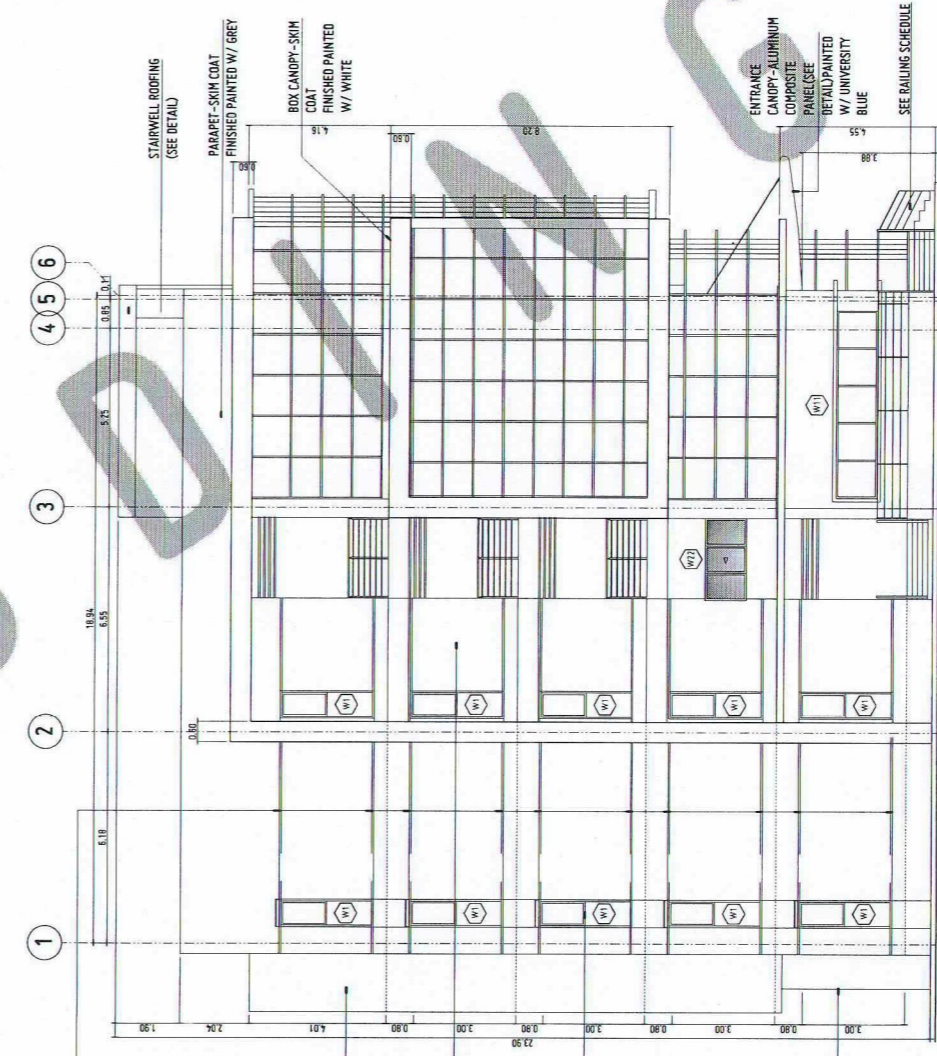 STAIRWELL ROOFING
(SEE DETAIL)
PARAPET-SKIM COAT
FINISHED PAINTED W/ GREY
BOX CANOPY-SKIM
COAT
FINISHED PAINTED
W/ WHITE
ENTRANCE
CANOPY-ALUMINUM
COMPOSITE
PANEL(SEE
DETAIL)PAINTED
W/ UNIVERSITY
BLUE
SEE RAILING SCHEDULE
1
2
3
4
5
6
18.94
6.18
6.55
5.25
0.85
0.11
0.60
0.60
4.16
0.60
8.20
4.55
3.88
W11
W22
W1
W1
W1
W1
W1
W1
W1
W1
W1
W1
1.90
2.04
4.01
0.80
3.00
0.80
3.00
0.80
3.00
0.80
3.00
23.90
DING